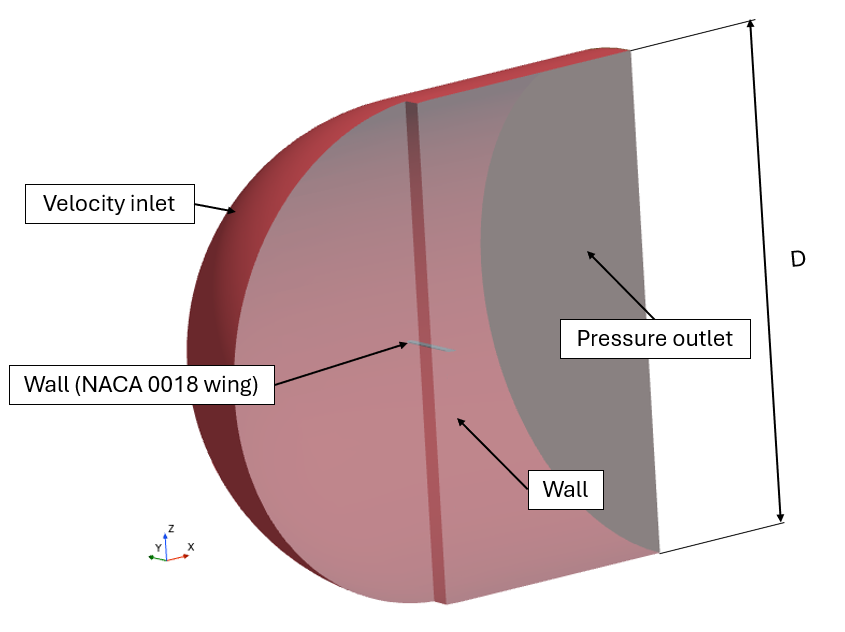 Velocity inlet
D
Pressure outlet
Wall (NACA 0018 wing)
Wall
Z
Y
X